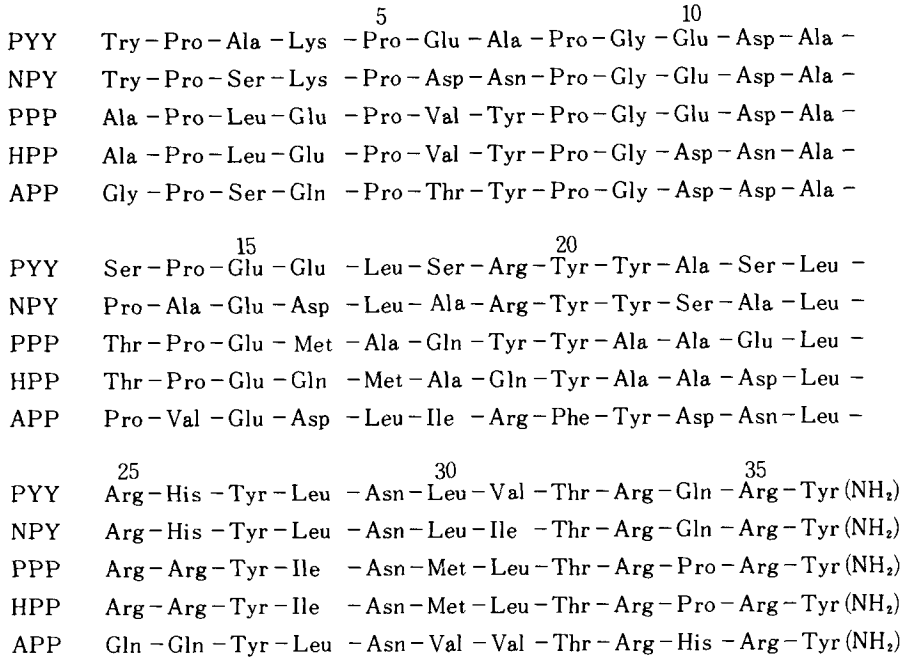 5 10
PYY Try-Pro-Ala-Lys-Pro-Glu-Ala-Pro-Gly-Glu-Asp-Ala-
NPY Try-Pro-Ser-Lys-Pro-Asp-Asn-Pro-Gly-Glu-Asp-Ala-
PPP Ala-Pro-Leu-Glu-Pro-Val-Tyr-Pro-Gly-Glu-Asp-Ala-
HPP Ala-Pro-Leu-Glu-Pro-Val-Tyr-Pro-Gly-Asp-Asn-Ala-
APP Gly-Pro-Ser-Gln-Pro-Thr-Tyr-Pro-Gly-Asp-Asp-Ala-
15 20
PYY Ser-Pro-Glu-Glu-Leu-Ser-Arg-Tyr-Tyr-Ala-Ser-Leu-
NPY Pro-Ala-Glu-Asp-Leu-Ala-Arg-Tyr-Tyr-Ser-Ala-Leu-
PPP Thr-Pro-Glu-Met-Ala-Gln-Tyr-Tyr-Ala-Ala-Glu-Leu-
HPP Thr-Pro-Glu-Gln-Met-Ala-Gln-Tyr-Ala-Ala-Asp-Leu-
APP Pro-Val-Glu-Asp-Leu-Ile-Arg-Phe-Tyr-Asp-Asn-Leu-
25 30 35
PYY Arg-His-Tyr-Leu-Asn-Leu-Val-Thr-Arg-Gln-Arg-Tyr(NH₂)
NPY Arg-His-Tyr-Leu-Asn-Leu-Ile-Thr-Arg-Gln-Arg-Tyr(NH₂)
PPP Arg-Arg-Tyr-Ile-Asn-Met-Leu-Thr-Arg-Pro-Arg-Tyr(NH₂)
HPP Arg-Arg-Tyr-Ile-Asn-Met-Leu-Thr-Arg-Pro-Arg-Tyr(NH₂)
APP Gln-Gln-Tyr-Leu-Asn-Val-Val-Thr-Arg-His-Arg-Tyr(NH₂)